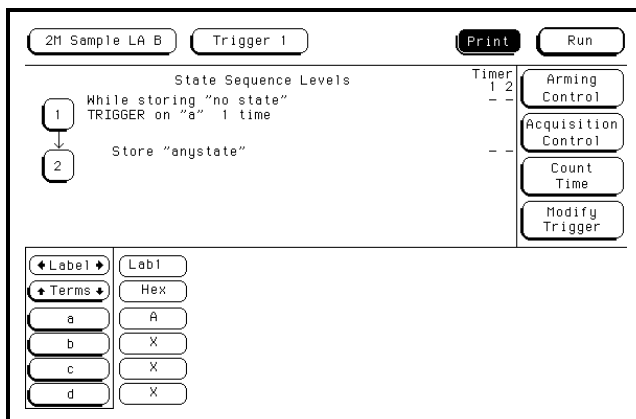 2M Sample LA B
Trigger 1
Print
Run
State Sequence Levels
Timer
1 2
1
While storing "no state"
TRIGGER on "a" 1 time
– –
2
Store "anystate"
– –
Arming
Control
Acquisition
Control
Count
Time
Modify
Trigger
Label
Lab1
Terms
Hex
a
A
b
X
c
X
d
X